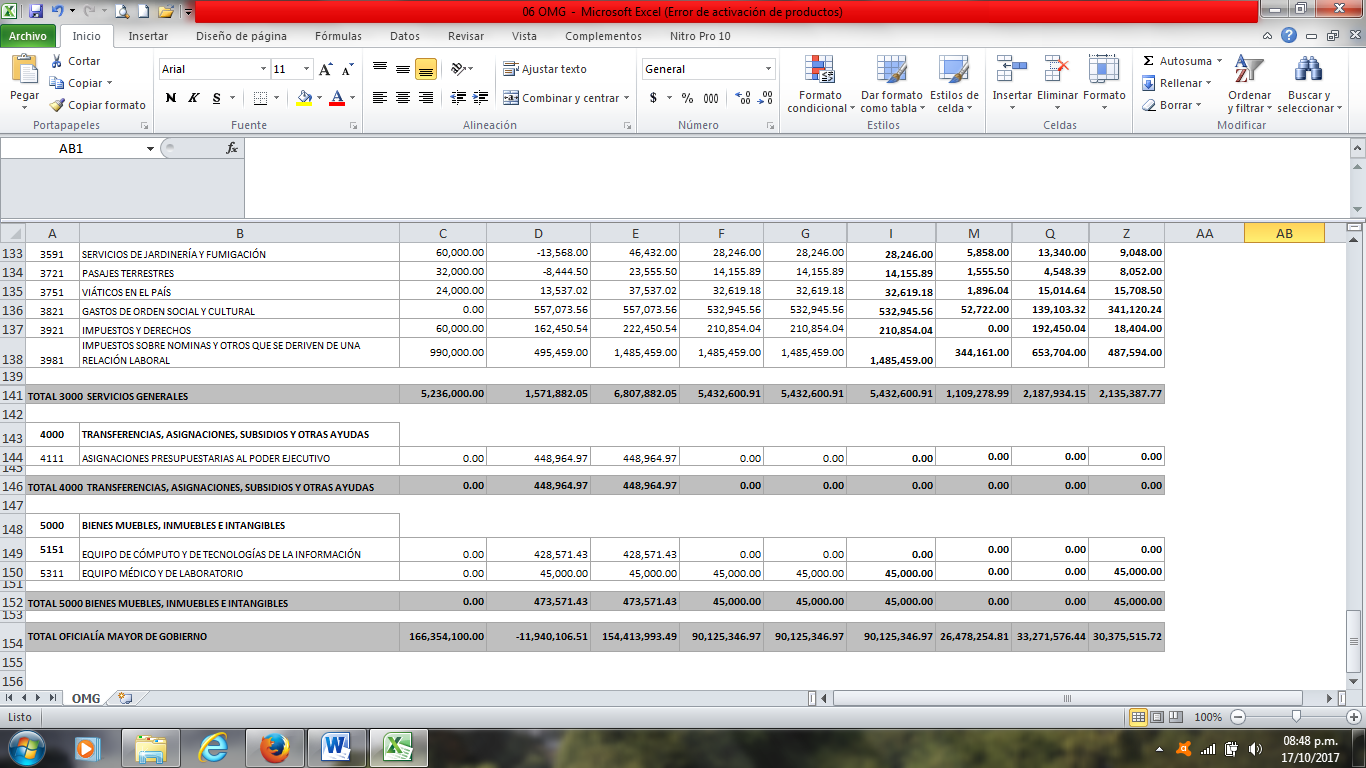 06 OMG - Microsoft Excel (Error de activación de productos)
Archivo Inicio Insertar Diseño de página Fórmulas Datos Revisar Vista Complementos Nitro Pro 10
Pegar Cortar Copiar Copiar formato Portapapeles
Arial 11 N K S Fuente
Ajustar texto Combinar y centrar Alineación
General $ % 000 Número
Formato condicional Dar formato como tabla Estilos de celda Estilos
Insertar Eliminar Formato Celdas
Σ Autosuma Rellenar Borrar Ordenar y filtrar Buscar y seleccionar Modificar
AB1 fx
A B C D E F G I M Q Z AA AB
133 3591 SERVICIOS DE JARDINERÍA Y FUMIGACIÓN 60,000.00 -13,568.00 46,432.00 28,246.00 28,246.00 28,246.00 5,858.00 13,340.00 9,048.00
134 3721 PASAJES TERRESTRES 32,000.00 -8,444.50 23,555.50 14,155.89 14,155.89 14,155.89 1,555.50 4,548.39 8,052.00
135 3751 VIÁTICOS EN EL PAÍS 24,000.00 13,537.02 37,537.02 32,619.18 32,619.18 32,619.18 1,896.04 15,014.64 15,708.50
136 3821 GASTOS DE ORDEN SOCIAL Y CULTURAL 0.00 557,073.56 557,073.56 532,945.56 532,945.56 532,945.56 52,722.00 139,103.32 341,120.24
137 3921 IMPUESTOS Y DERECHOS 60,000.00 162,450.54 222,450.54 210,854.04 210,854.04 210,854.04 0.00 192,450.04 18,404.00
138 3981 IMPUESTOS SOBRE NOMINAS Y OTROS QUE SE DERIVEN DE UNA
RELACIÓN LABORAL 990,000.00 495,459.00 1,485,459.00 1,485,459.00 1,485,459.00 1,485,459.00 344,161.00 653,704.00 487,594.00
139
141 TOTAL 3000 SERVICIOS GENERALES 5,236,000.00 1,571,882.05 6,807,882.05 5,432,600.91 5,432,600.91 5,432,600.91 1,109,278.99 2,187,934.15 2,135,387.77
142
143 4000 TRANSFERENCIAS, ASIGNACIONES, SUBSIDIOS Y OTRAS AYUDAS
144 4111 ASIGNACIONES PRESUPUESTARIAS AL PODER EJECUTIVO 0.00 448,964.97 448,964.97 0.00 0.00 0.00 0.00 0.00 0.00
145
146 TOTAL 4000 TRANSFERENCIAS, ASIGNACIONES, SUBSIDIOS Y OTRAS AYUDAS 0.00 448,964.97 448,964.97 0.00 0.00 0.00 0.00 0.00 0.00
147
148 5000 BIENES MUEBLES, INMUEBLES E INTANGIBLES
149 5151 EQUIPO DE CÓMPUTO Y DE TECNOLOGÍAS DE LA INFORMACIÓN 0.00 428,571.43 428,571.43 0.00 0.00 0.00 0.00 0.00 0.00
150 5311 EQUIPO MÉDICO Y DE LABORATORIO 0.00 45,000.00 45,000.00 45,000.00 45,000.00 45,000.00 0.00 0.00 45,000.00
151
152 TOTAL 5000 BIENES MUEBLES, INMUEBLES E INTANGIBLES 0.00 473,571.43 473,571.43 45,000.00 45,000.00 45,000.00 0.00 0.00 45,000.00
153
154 TOTAL OFICIALÍA MAYOR DE GOBIERNO 166,354,100.00 -11,940,106.51 154,413,993.49 90,125,346.97 90,125,346.97 90,125,346.97 26,478,254.81 33,271,576.44 30,375,515.72
155
156
OMG
Listo 100%
08:48 p.m.
17/10/2017